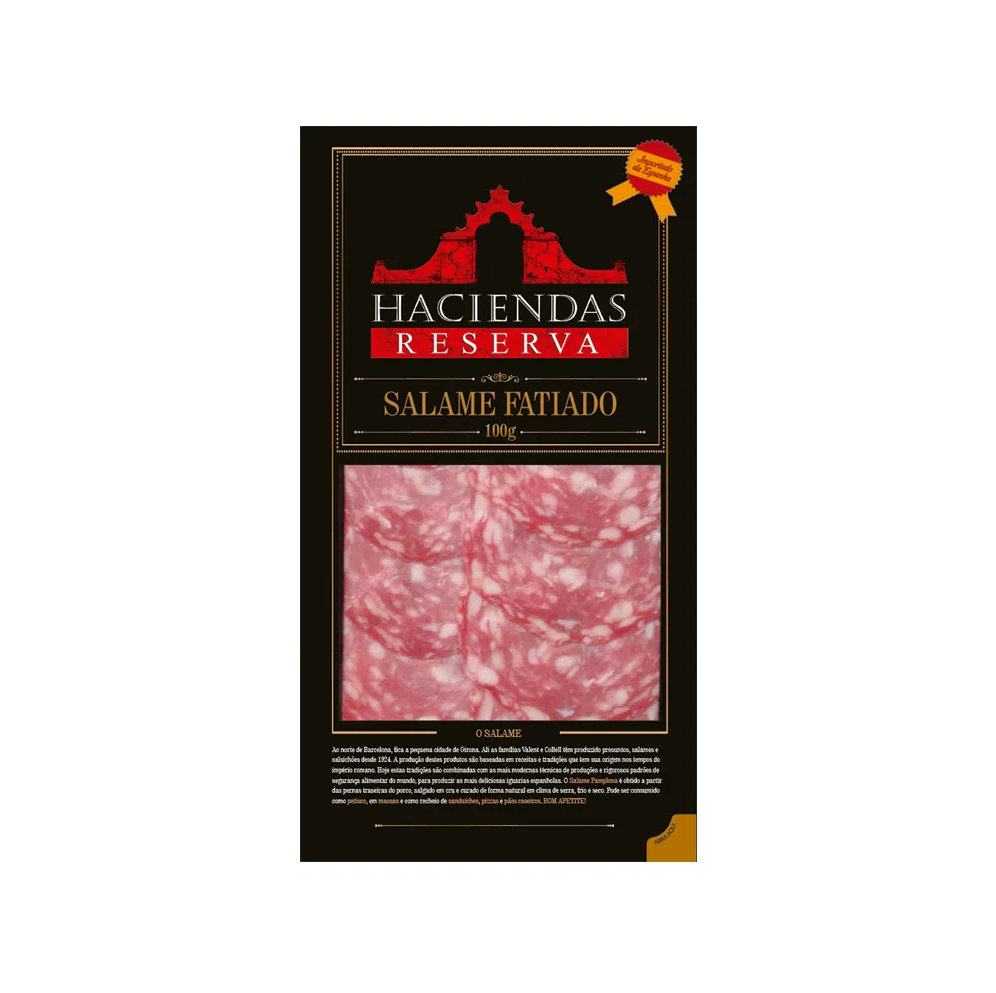 Importado
da Espanha
HACIENDAS
RESERVA
SALAME FATIADO
100g
O SALAME
Ao norte de Barcelona, fica a pequena cidade de Girona. Ali as famílias Valent e Collell têm produzido presuntos, salames e
salsichões desde 1924. A produção destes produtos são baseadas em receitas e tradições que tem sua origem nos tempos do
império romano. Hoje estas tradições são combinadas com as mais modernas técnicas de produções e rigorosos padrões de
segurança alimentar do mundo, para produzir as mais deliciosas iguarias espanholas. O Salame Pamplona é obtido a partir
das pernas traseiras do porco, salgado em cru e curado de forma natural em clima de serra, frio e seco. Pode ser consumido
como petisco, em massas e como recheio de sanduíches, pizzas e pães caseiros. BOM APETITE!
ABRA AQUI